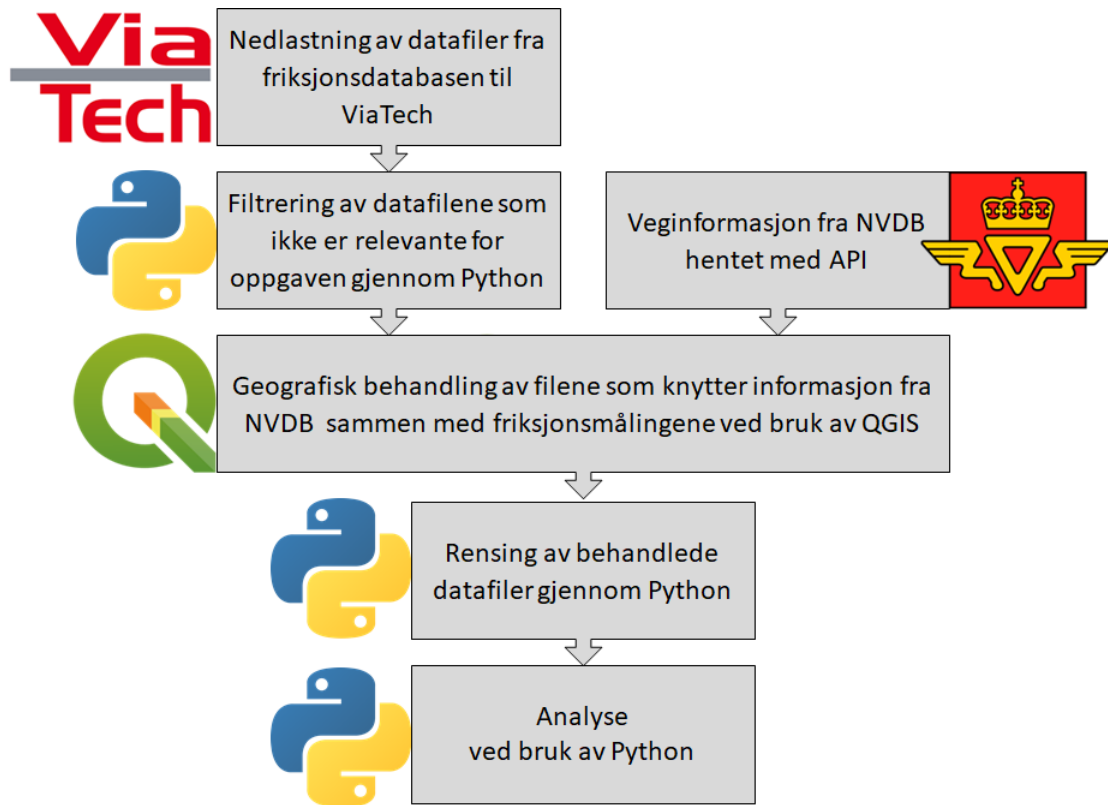 Via
Tech
Nedlastning av datafiler fra
friksjonsdatabasen til
ViaTech
Filtrering av datafilene som
ikke er relevante for
oppgaven gjennom Python
Veginformasjon fra NVDB
hentet med API
Geografisk behandling av filene som knytter informasjon fra
NVDB sammen med friksjonsmålingene ved bruk av QGIS
Rensing av behandlede
datafiler gjennom Python
Analyse
ved bruk av Python